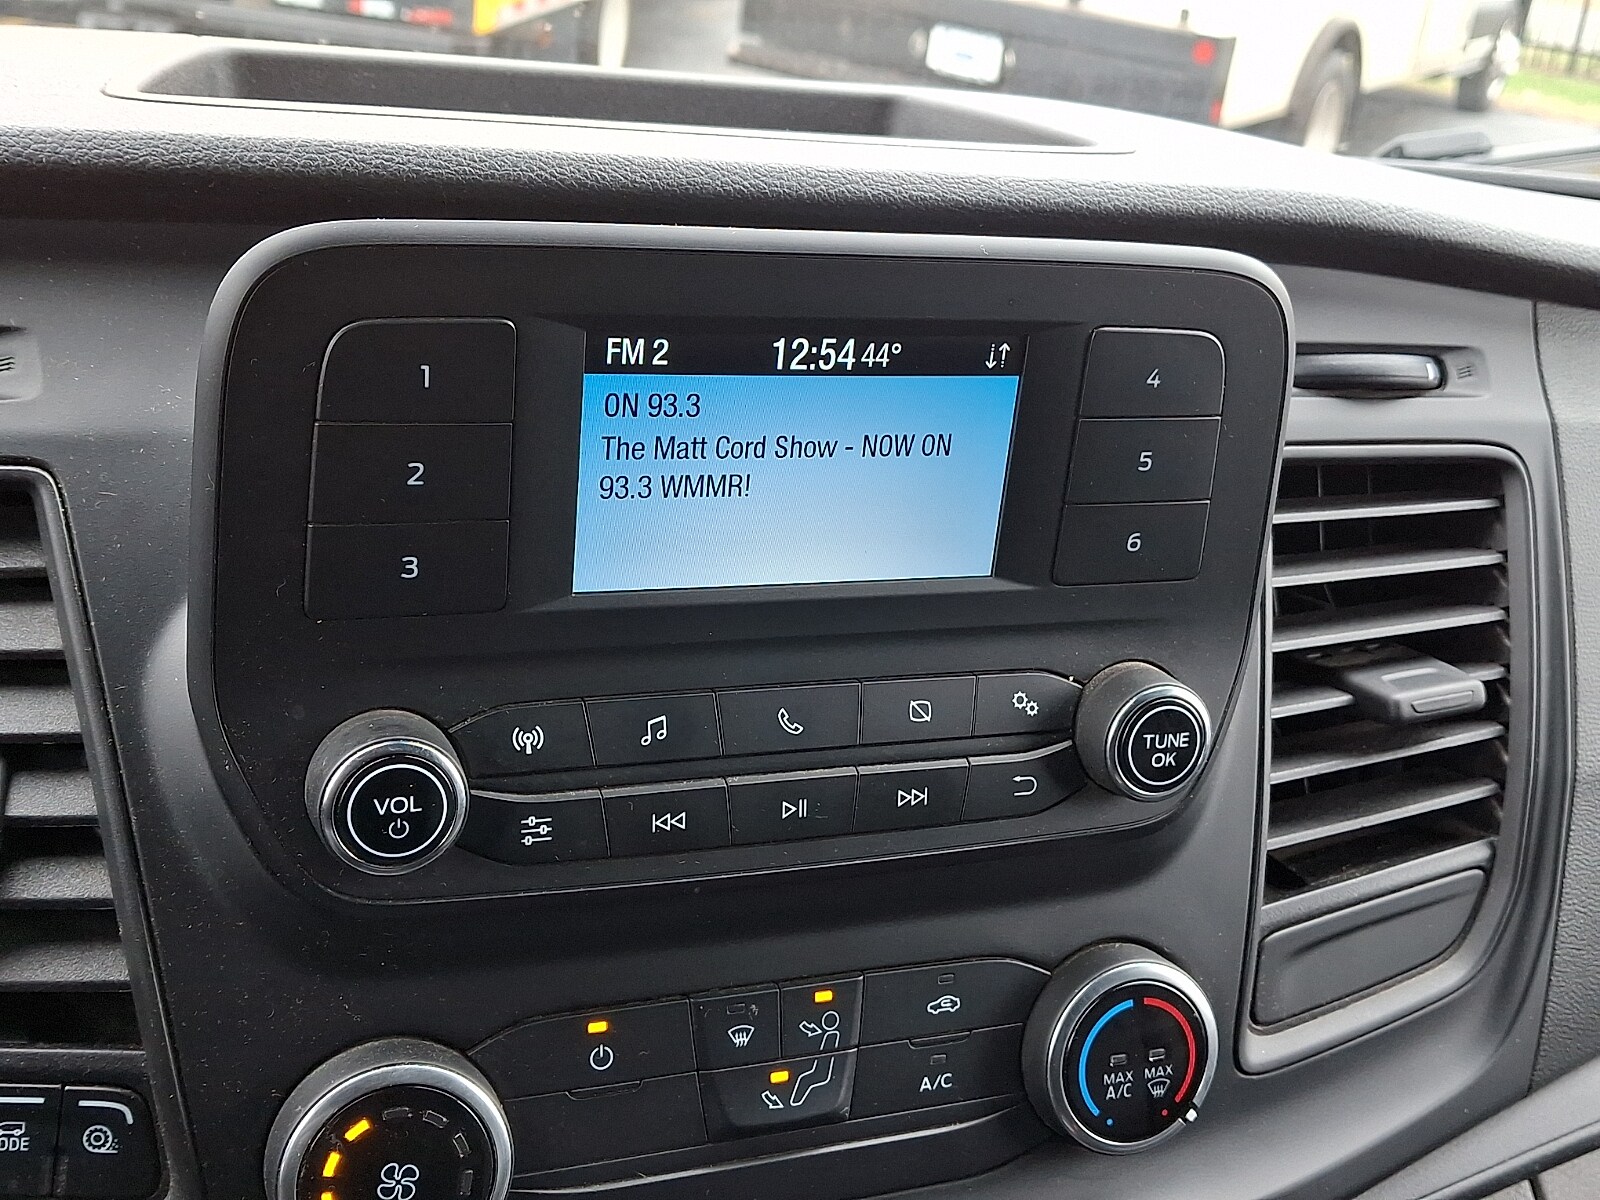 FM 2 12:54 44°
ON 93.3
The Matt Cord Show - NOW ON
93.3 WMMR!
1
2
3
4
5
6
VOL
TUNE
OK
A/C
MAX
A/C
MAX
ODE